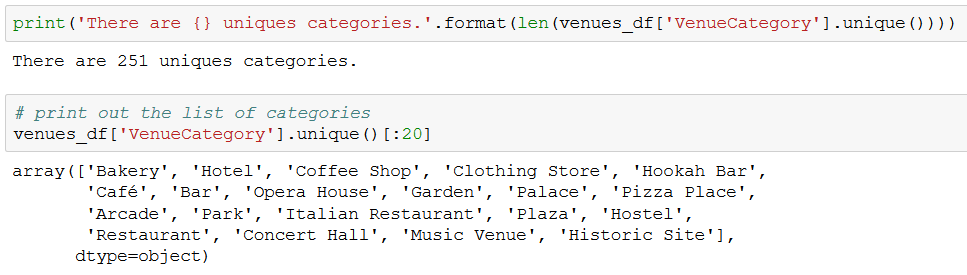 print('There are {} uniques categories.'.format(len(venues_df['VenueCategory'].unique())))
There are 251 uniques categories.
# print out the list of categories
venues_df['VenueCategory'].unique()[:20]
array(['Bakery', 'Hotel', 'Coffee Shop', 'Clothing Store', 'Hookah Bar',
'Café', 'Bar', 'Opera House', 'Garden', 'Palace', 'Pizza Place',
'Arcade', 'Park', 'Italian Restaurant', 'Plaza', 'Hostel',
'Restaurant', 'Concert Hall', 'Music Venue', 'Historic Site'],
dtype=object)